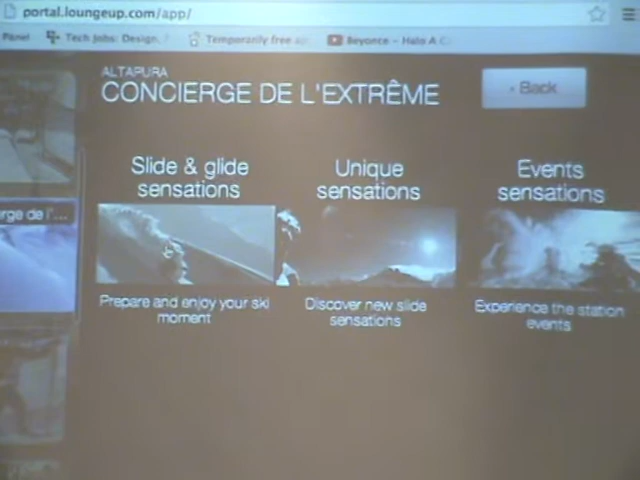 portal.loungeup.com/app/
Panel Tech Jobs: Design, Temporarily free Beyonce - Halo A C
ALTAPURA
CONCIERGE DE L'EXTRÊME
‹ Back
Slide & glide sensations
Unique sensations
Events sensations
rge de l'...
Prepare and enjoy your ski moment
Discover new slide sensations
Experience the station events